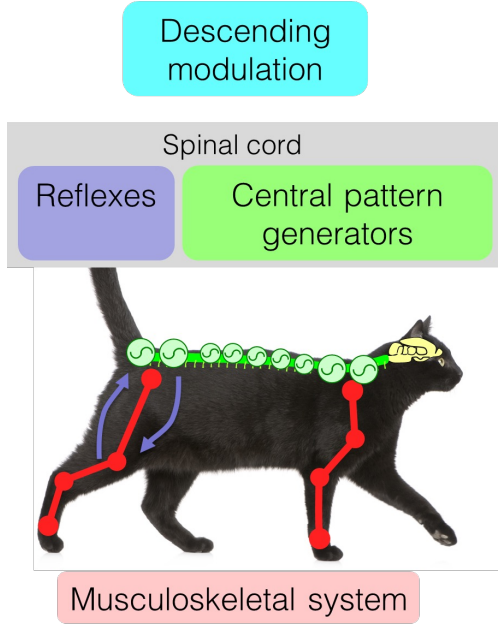 Descending
modulation
Spinal cord
Reflexes
Central pattern
generators
Musculoskeletal system